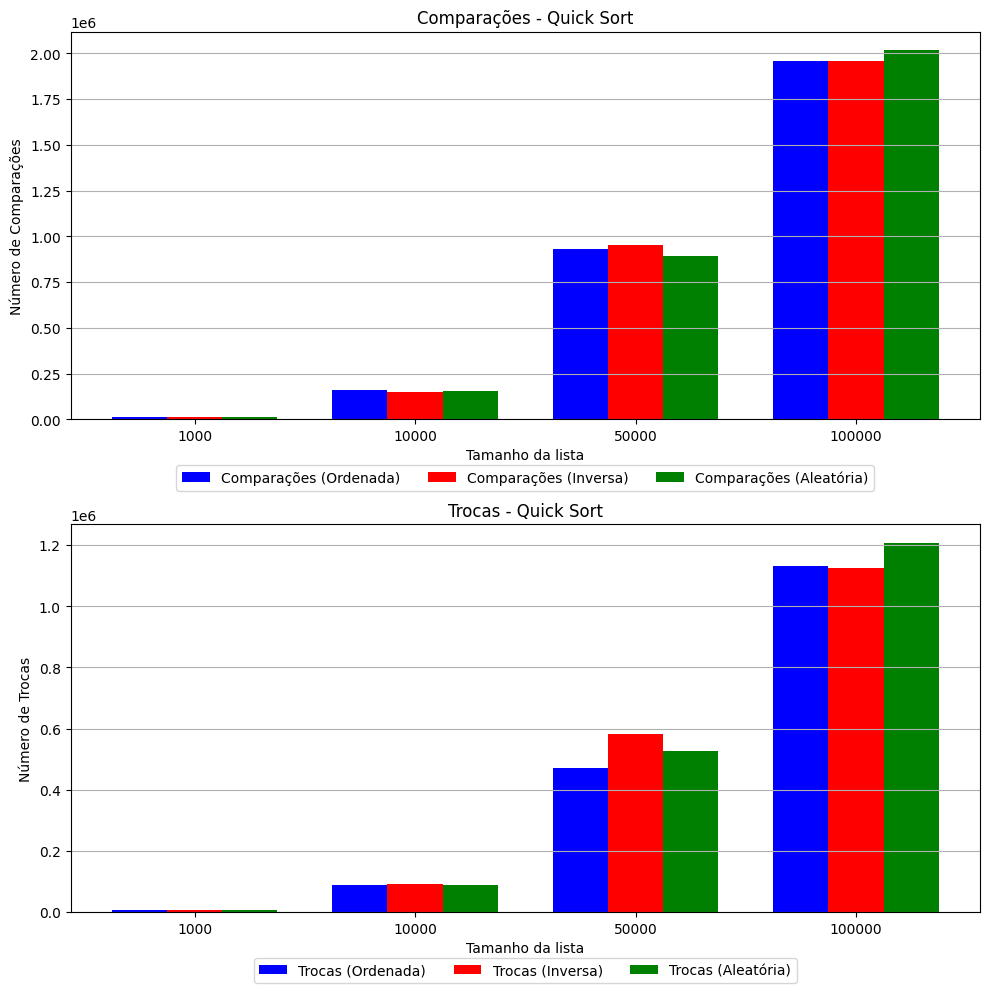 Comparações - Quick Sort
1e6
2.00
1.75
1.50
1.25
1.00
0.75
0.50
0.25
0.00
Número de Comparações
1000 10000 50000 100000
Tamanho da lista
Comparações (Ordenada) Comparações (Inversa) Comparações (Aleatória)
Trocas - Quick Sort
1e6
1.2
1.0
0.8
0.6
0.4
0.2
0.0
Número de Trocas
1000 10000 50000 100000
Tamanho da lista
Trocas (Ordenada) Trocas (Inversa) Trocas (Aleatória)